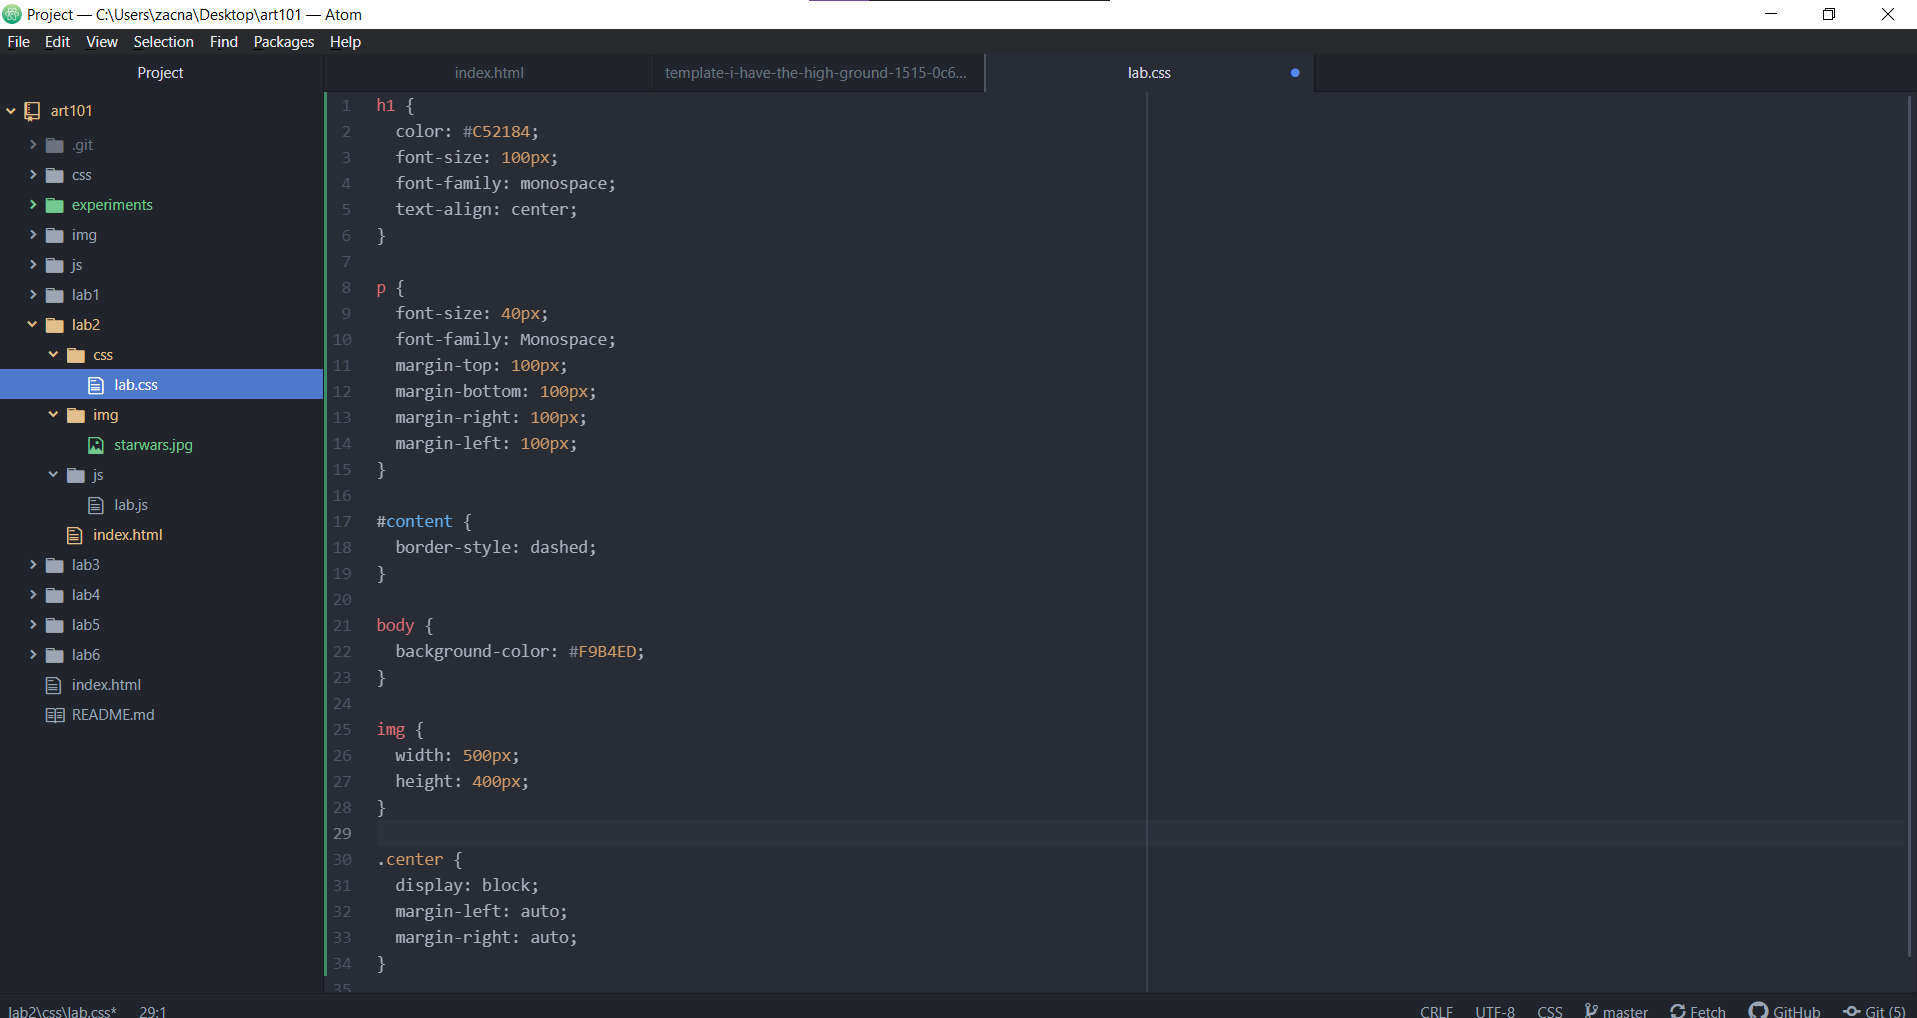 Project — C:\Users\zacna\Desktop\art101 — Atom
File Edit View Selection Find Packages Help
Project
index.html
template-i-have-the-high-ground-1515-0c6...
lab.css
art101
.git
css
experiments
img
js
lab1
lab2
css
lab.css
img
starwars.jpg
js
lab.js
index.html
lab3
lab4
lab5
lab6
index.html
README.md
1 h1 {
2   color: #C52184;
3   font-size: 100px;
4   font-family: monospace;
5   text-align: center;
6 }
7
8 p {
9   font-size: 40px;
10   font-family: Monospace;
11   margin-top: 100px;
12   margin-bottom: 100px;
13   margin-right: 100px;
14   margin-left: 100px;
15 }
16
17 #content {
18   border-style: dashed;
19 }
20
21 body {
22   background-color: #F9B4ED;
23 }
24
25 img {
26   width: 500px;
27   height: 400px;
28 }
29
30 .center {
31   display: block;
32   margin-left: auto;
33   margin-right: auto;
34 }
35
lab2\css\lab.css* 29:1 CRLF UTF-8 CSS master Fetch GitHub Git (5)